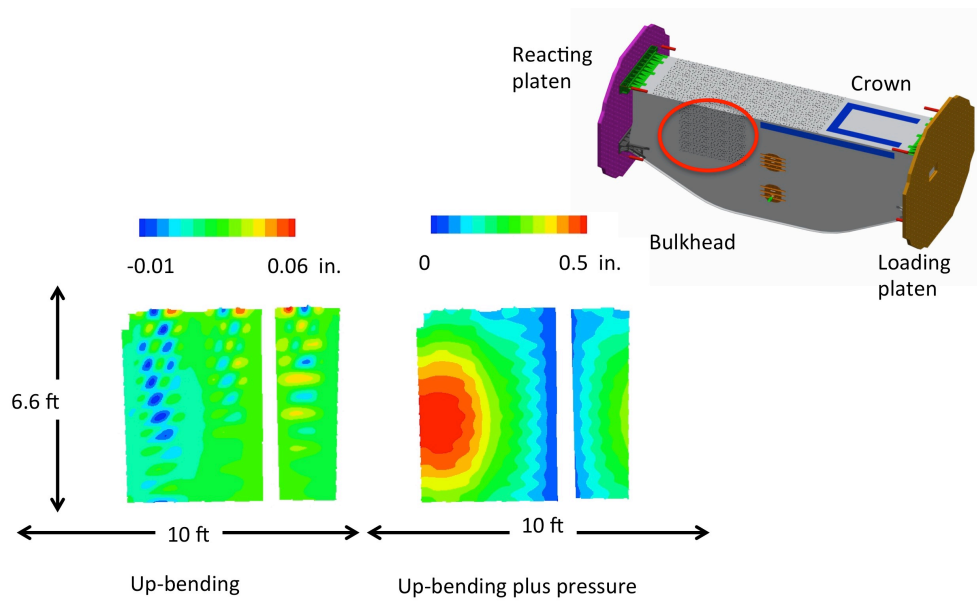 Reacting
platen
Crown
Bulkhead
Loading
platen
-0.01 0.06 in.
0 0.5 in.
6.6 ft
10 ft
10 ft
Up-bending
Up-bending plus pressure